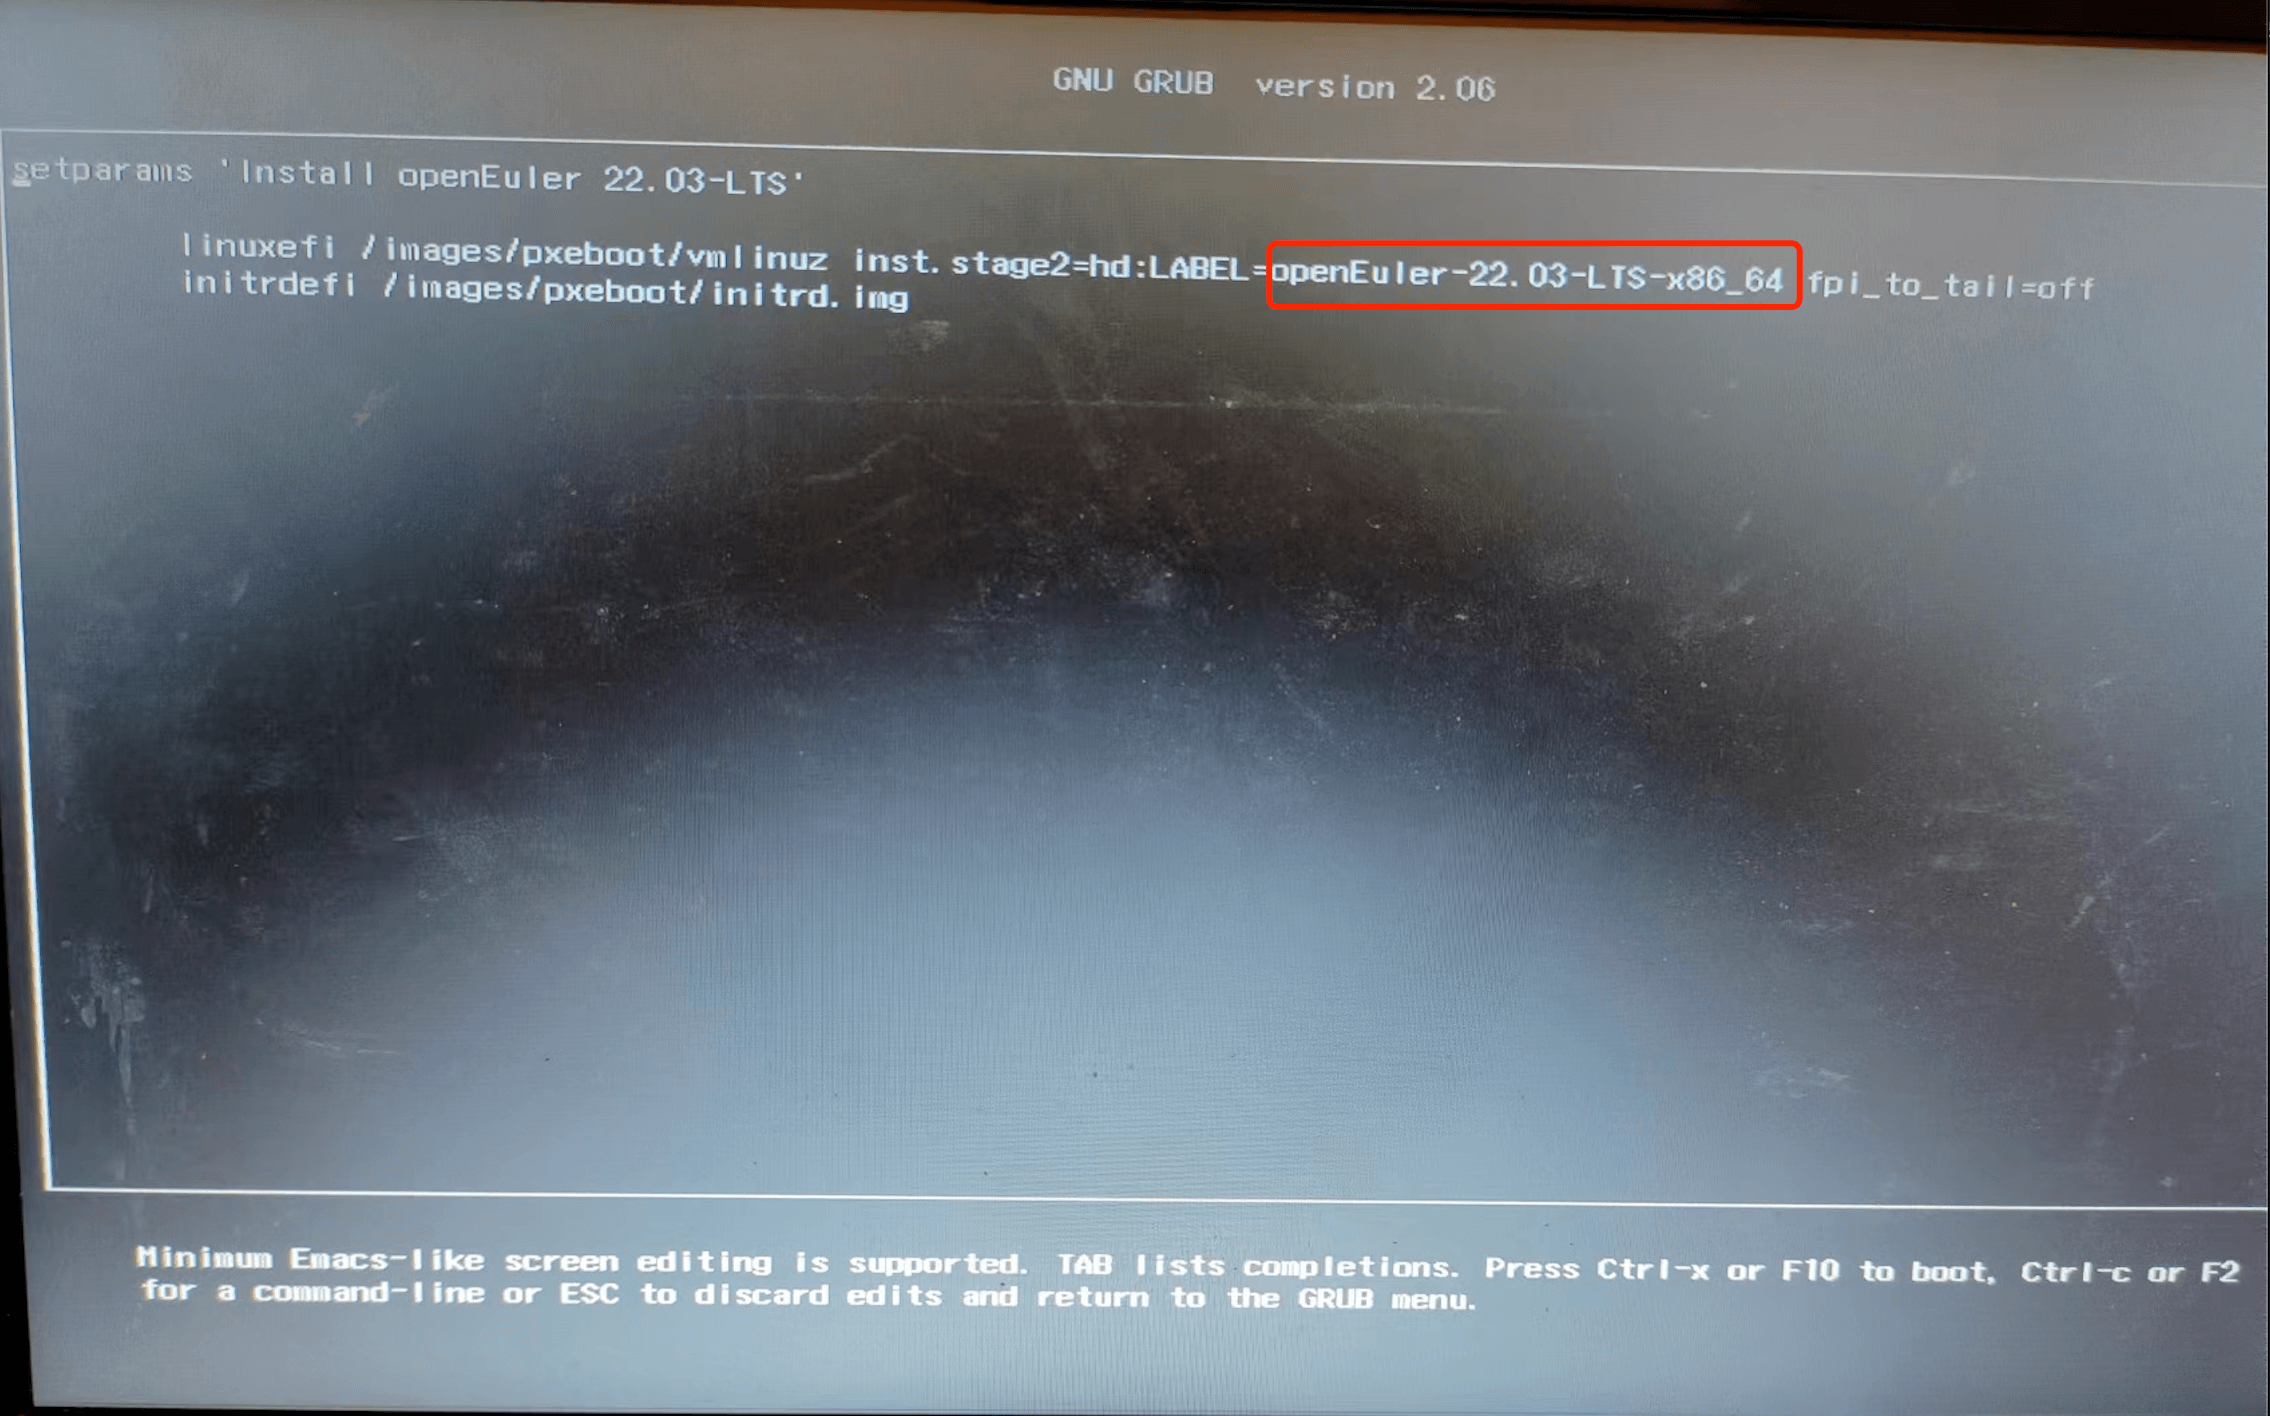 GNU GRUB version 2.06
setparams 'Install openEuler 22.03-LTS'
linuxefi /images/pxeboot/vmlinuz inst.stage2=hd:LABEL=openEuler-22.03-LTS-x86_64 fpi_to_tail=off
initrdefi /images/pxeboot/initrd.img
Minimum Emacs-like screen editing is supported. TAB lists completions. Press Ctrl-x or F10 to boot, Ctrl-c or F2
for a command-line or ESC to discard edits and return to the GRUB menu.